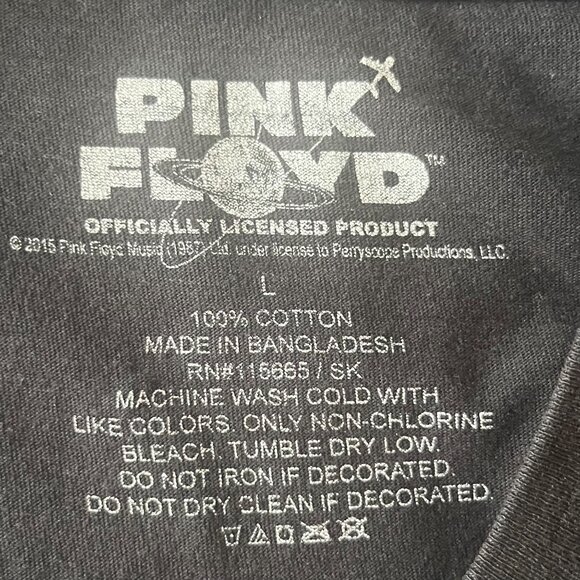 PINK
FLOYD™
OFFICIALLY LICENSED PRODUCT
© 2015 Pink Floyd Music (1987) Ltd. under license to Perryscope Productions, LLC.
L
100% COTTON
MADE IN BANGLADESH
RN#116665 / SK
MACHINE WASH COLD WITH
LIKE COLORS. ONLY NON-CHLORINE
BLEACH. TUMBLE DRY LOW.
DO NOT IRON IF DECORATED.
DO NOT DRY CLEAN IF DECORATED.